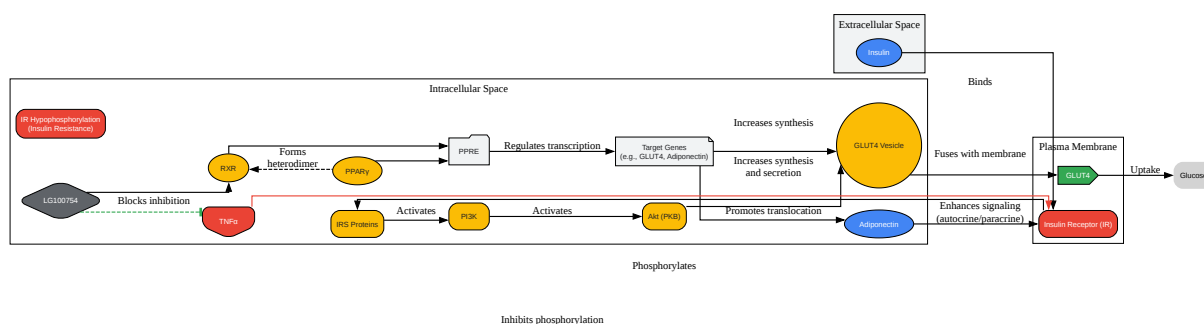 Extracellular Space
Insulin
Binds
Intracellular Space
IR Hypophosphorylation
(Insulin Resistance)
Increases synthesis
GLUT4 Vesicle
Forms
heterodimer
PPRE
Regulates transcription
Target Genes
(e.g., GLUT4, Adiponectin)
Increases synthesis
and secretion
Fuses with membrane
Plasma Membrane
RXR
PPARγ
GLUT4
Uptake
Glucose
LG100754
Blocks inhibition
TNFα
IRS Proteins
Activates
PI3K
Activates
Akt (PKB)
Promotes translocation
Adiponectin
Enhances signaling
(autocrine/paracrine)
Insulin Receptor (IR)
Phosphorylates
Inhibits phosphorylation